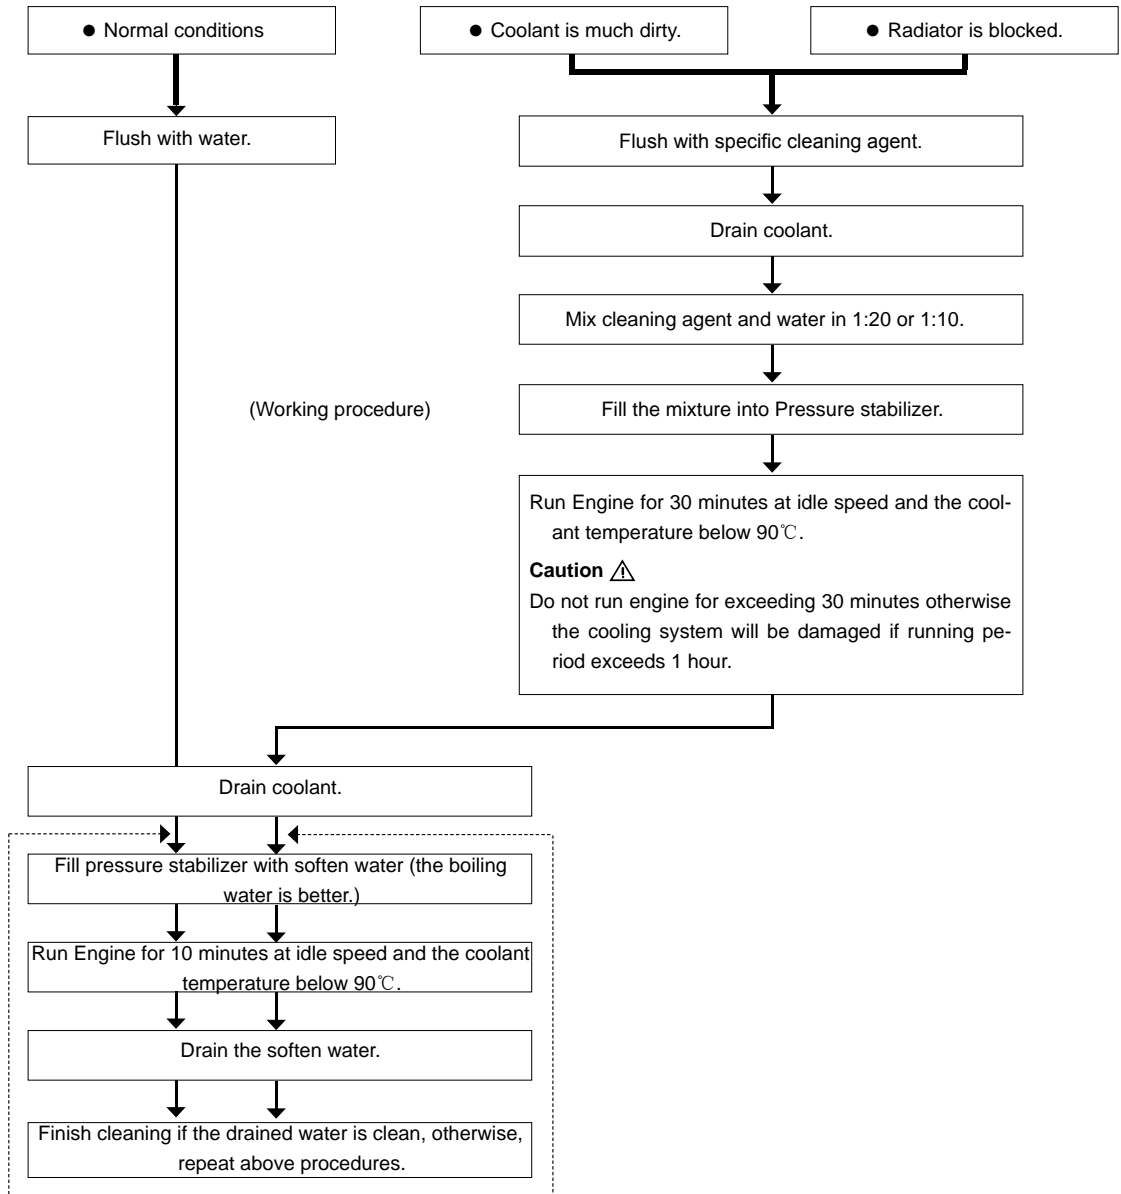 ● Normal conditions
● Coolant is much dirty.
● Radiator is blocked.
Flush with water.
Flush with specific cleaning agent.
Drain coolant.
Mix cleaning agent and water in 1:20 or 1:10.
(Working procedure)
Fill the mixture into Pressure stabilizer.
Run Engine for 30 minutes at idle speed and the cool-
ant temperature below 90℃.
Caution ⚠
Do not run engine for exceeding 30 minutes otherwise
the cooling system will be damaged if running pe-
riod exceeds 1 hour.
Drain coolant.
Fill pressure stabilizer with soften water (the boiling
water is better.)
Run Engine for 10 minutes at idle speed and the coolant
temperature below 90℃.
Drain the soften water.
Finish cleaning if the drained water is clean, otherwise,
repeat above procedures.